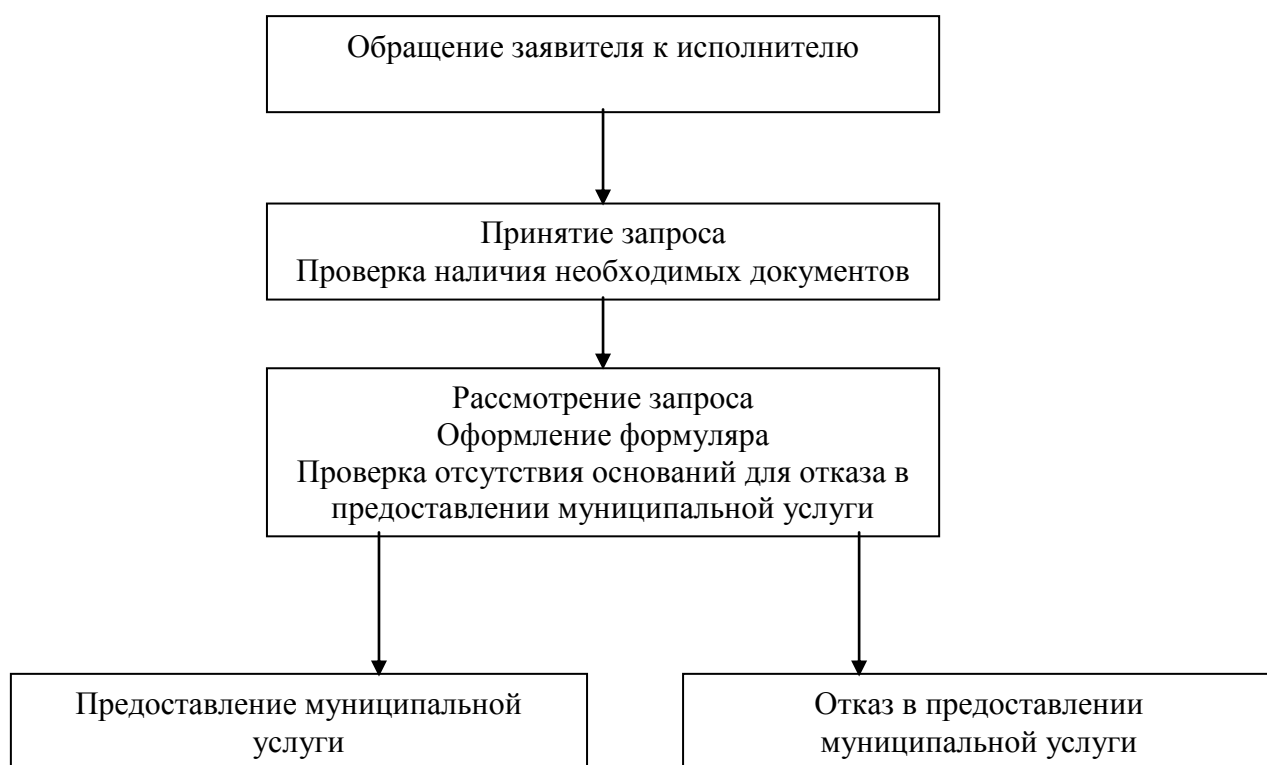 Обращение заявителя к исполнителю
Принятие запроса
Проверка наличия необходимых документов
Рассмотрение запроса
Оформление формуляра
Проверка отсутствия оснований для отказа в
предоставлении муниципальной услуги
Предоставление муниципальной
услуги
Отказ в предоставлении
муниципальной услуги